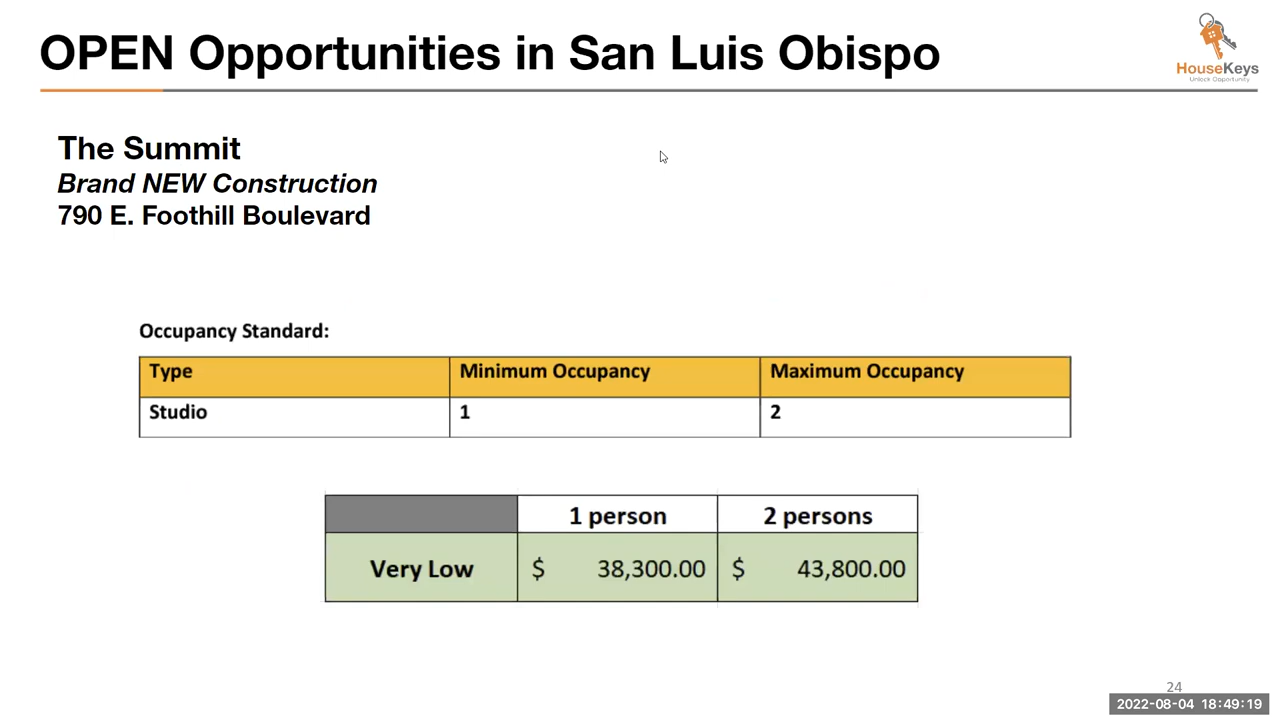 OPEN Opportunities in San Luis Obispo
HouseKeys
Unlock Opportunity
The Summit
Brand NEW Construction
790 E. Foothill Boulevard
Occupancy Standard:
Type Minimum Occupancy Maximum Occupancy
Studio 1 2
1 person 2 persons
Very Low $ 38,300.00 $ 43,800.00
24
2022-08-04 18:49:19